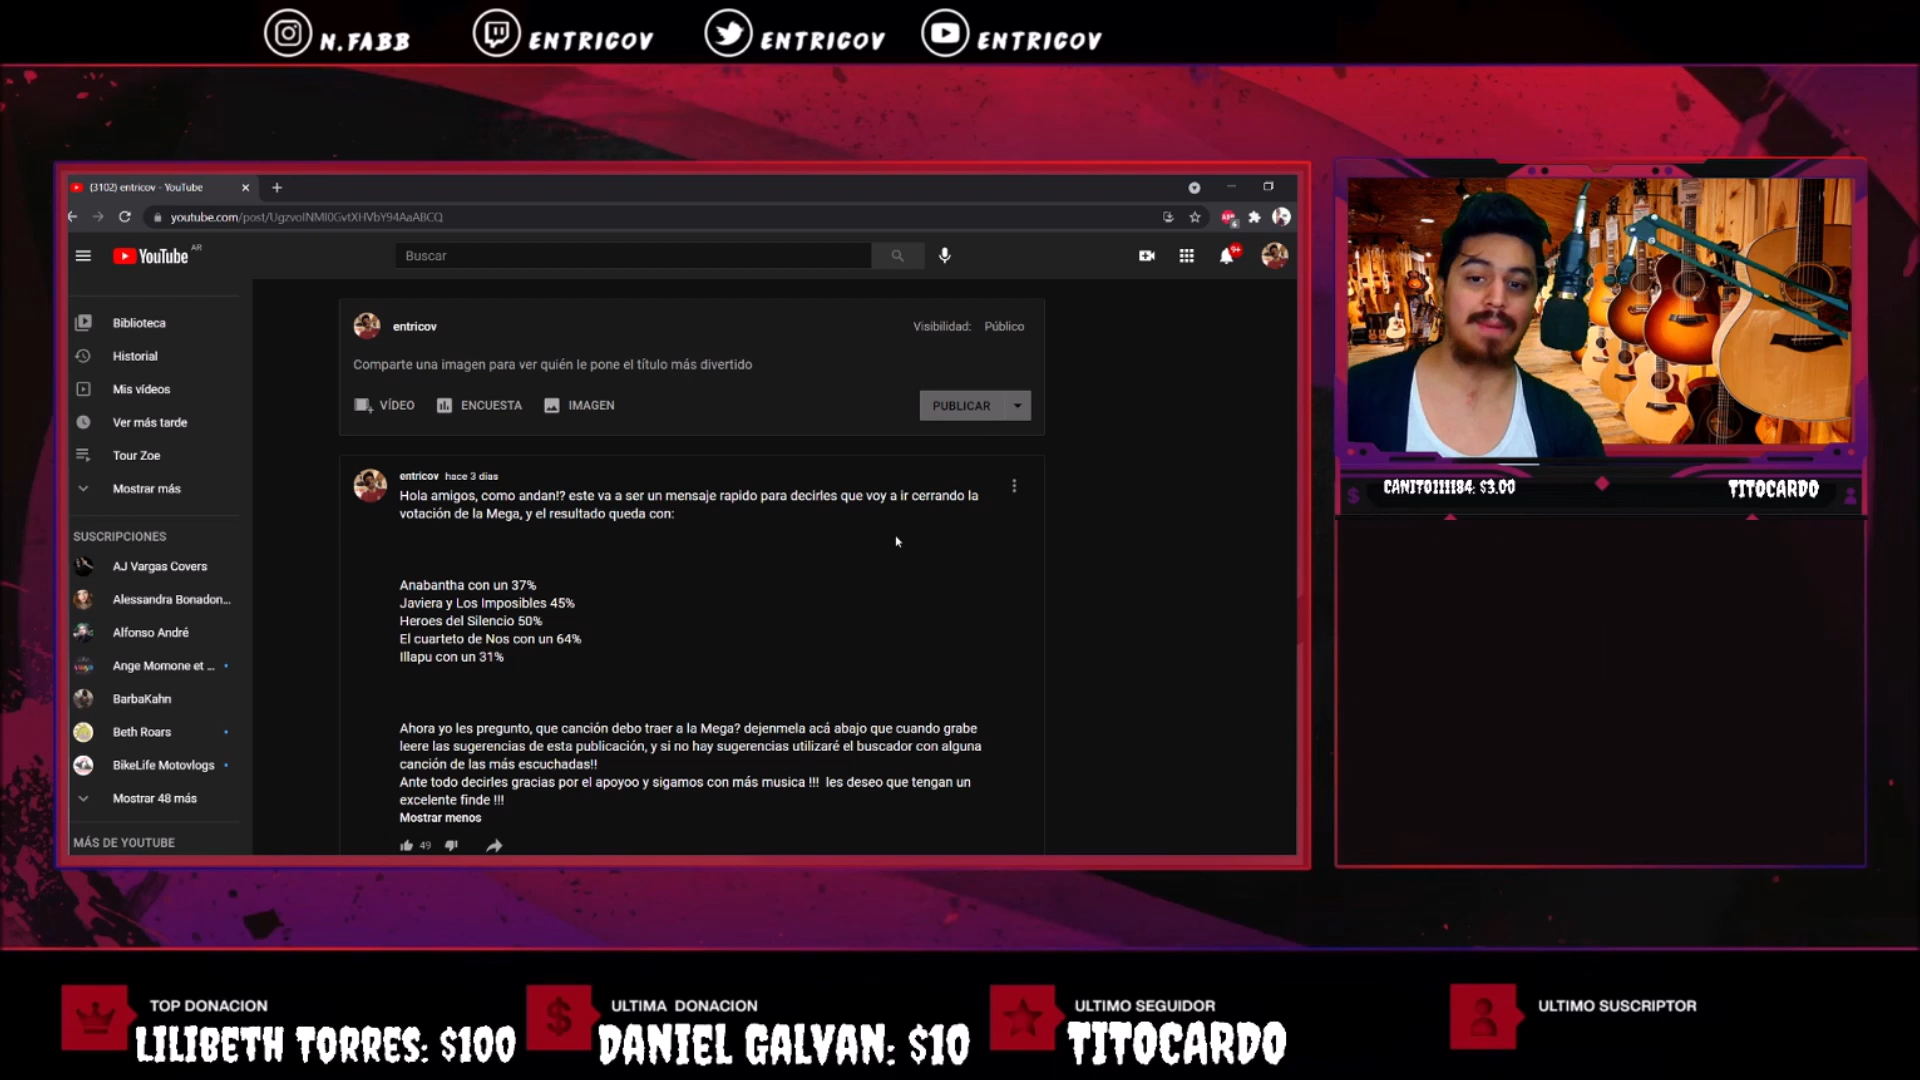 N.FABB
ENTRICOV
ENTRICOV
ENTRICOV
(3102) entricov - YouTube
youtube.com/post/UgzvoINMI0GvtXHVbY94AaABCQ
YouTube AR
Buscar
9+
Biblioteca
Historial
Mis vídeos
Ver más tarde
Tour Zoe
Mostrar más
SUSCRIPCIONES
AJ Vargas Covers
Alessandra Bonadon...
Alfonso André
Ange Momone et ...
BarbaKahn
Beth Roars
BikeLife Motovlogs
Mostrar 48 más
MÁS DE YOUTUBE
entricov
Visibilidad: Público
Comparte una imagen para ver quién le pone el título más divertido
VÍDEO
ENCUESTA
IMAGEN
PUBLICAR
entricov hace 3 días
Hola amigos, como andan!? este va a ser un mensaje rapido para decirles que voy a ir cerrando la
votación de la Mega, y el resultado queda con:
Anabantha con un 37%
Javiera y Los Imposibles 45%
Heroes del Silencio 50%
El cuarteto de Nos con un 64%
Illapu con un 31%
Ahora yo les pregunto, que canción debo traer a la Mega? dejenmela acá abajo que cuando grabe
leere las sugerencias de esta publicación, y si no hay sugerencias utilizaré el buscador con alguna
canción de las más escuchadas!!
Ante todo decirles gracias por el apoyoo y sigamos con más musica !!! les deseo que tengan un
excelente finde !!!
Mostrar menos
49
CANITO111184: $3.00
TITOCARDO
TOP DONACION
LILIBETH TORRES: $100
ULTIMA DONACION
DANIEL GALVAN: $10
ULTIMO SEGUIDOR
TITOCARDO
ULTIMO SUSCRIPTOR